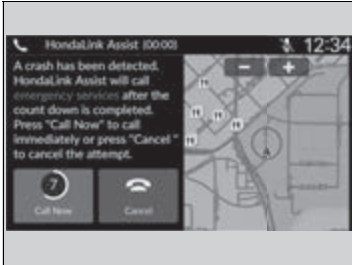 HondaLink Assist (00:00)
12:34
A crash has been detected.
HondaLink Assist will call
emergency services after the
count down is completed.
Press "Call Now" to call
immediately or press "Cancel"
to cancel the attempt.
7
Call Now
Cancel